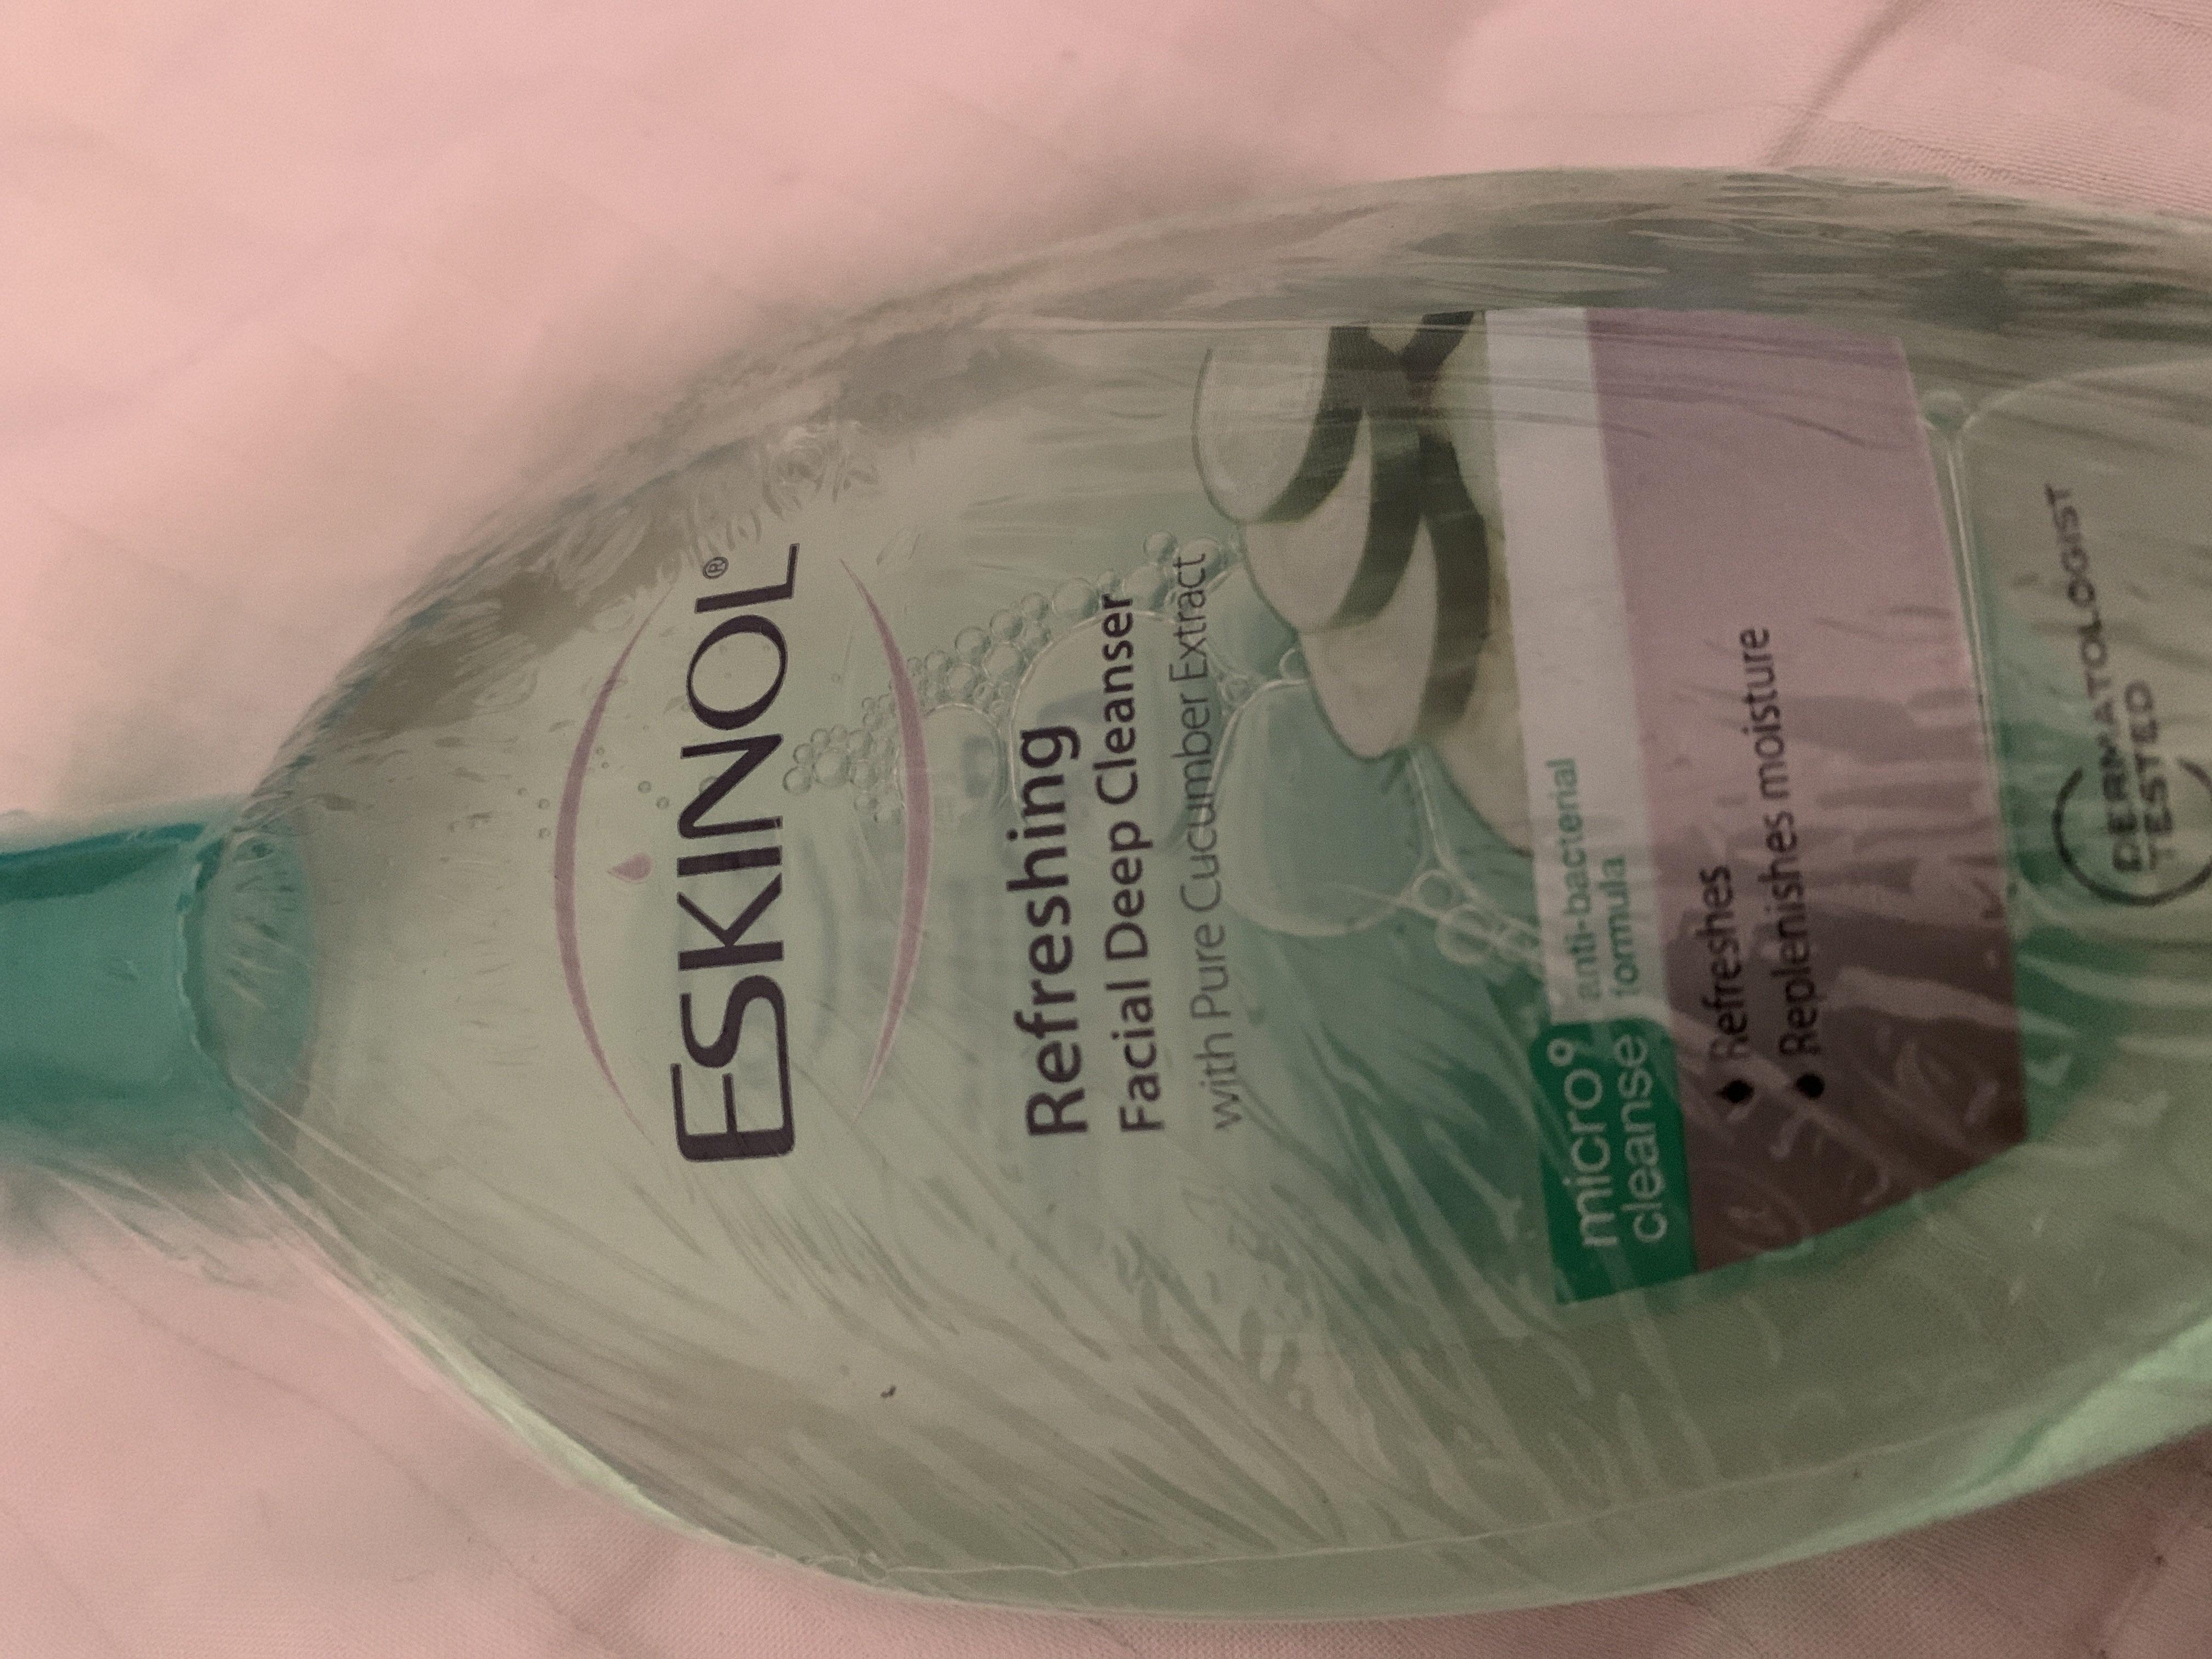 ESKINOL®
Refreshing
Facial Deep Cleanser
with Pure Cucumber Extract
micro
cleanse
anti-bacterial
formula
Refreshes
Replenishes moisture
DERMATOLOGIST
TESTED